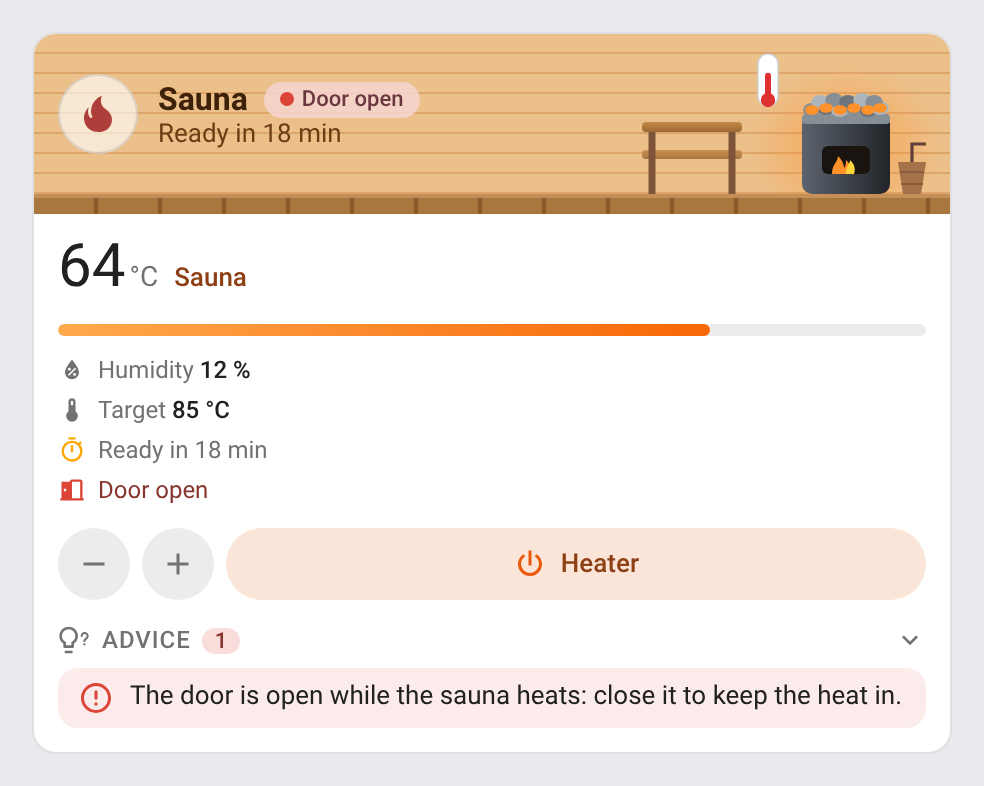 Sauna Door open
Ready in 18 min
64 °C Sauna
Humidity 12 %
Target 85 °C
Ready in 18 min
Door open
Heater
ADVICE 1
The door is open while the sauna heats: close it to keep the heat in.